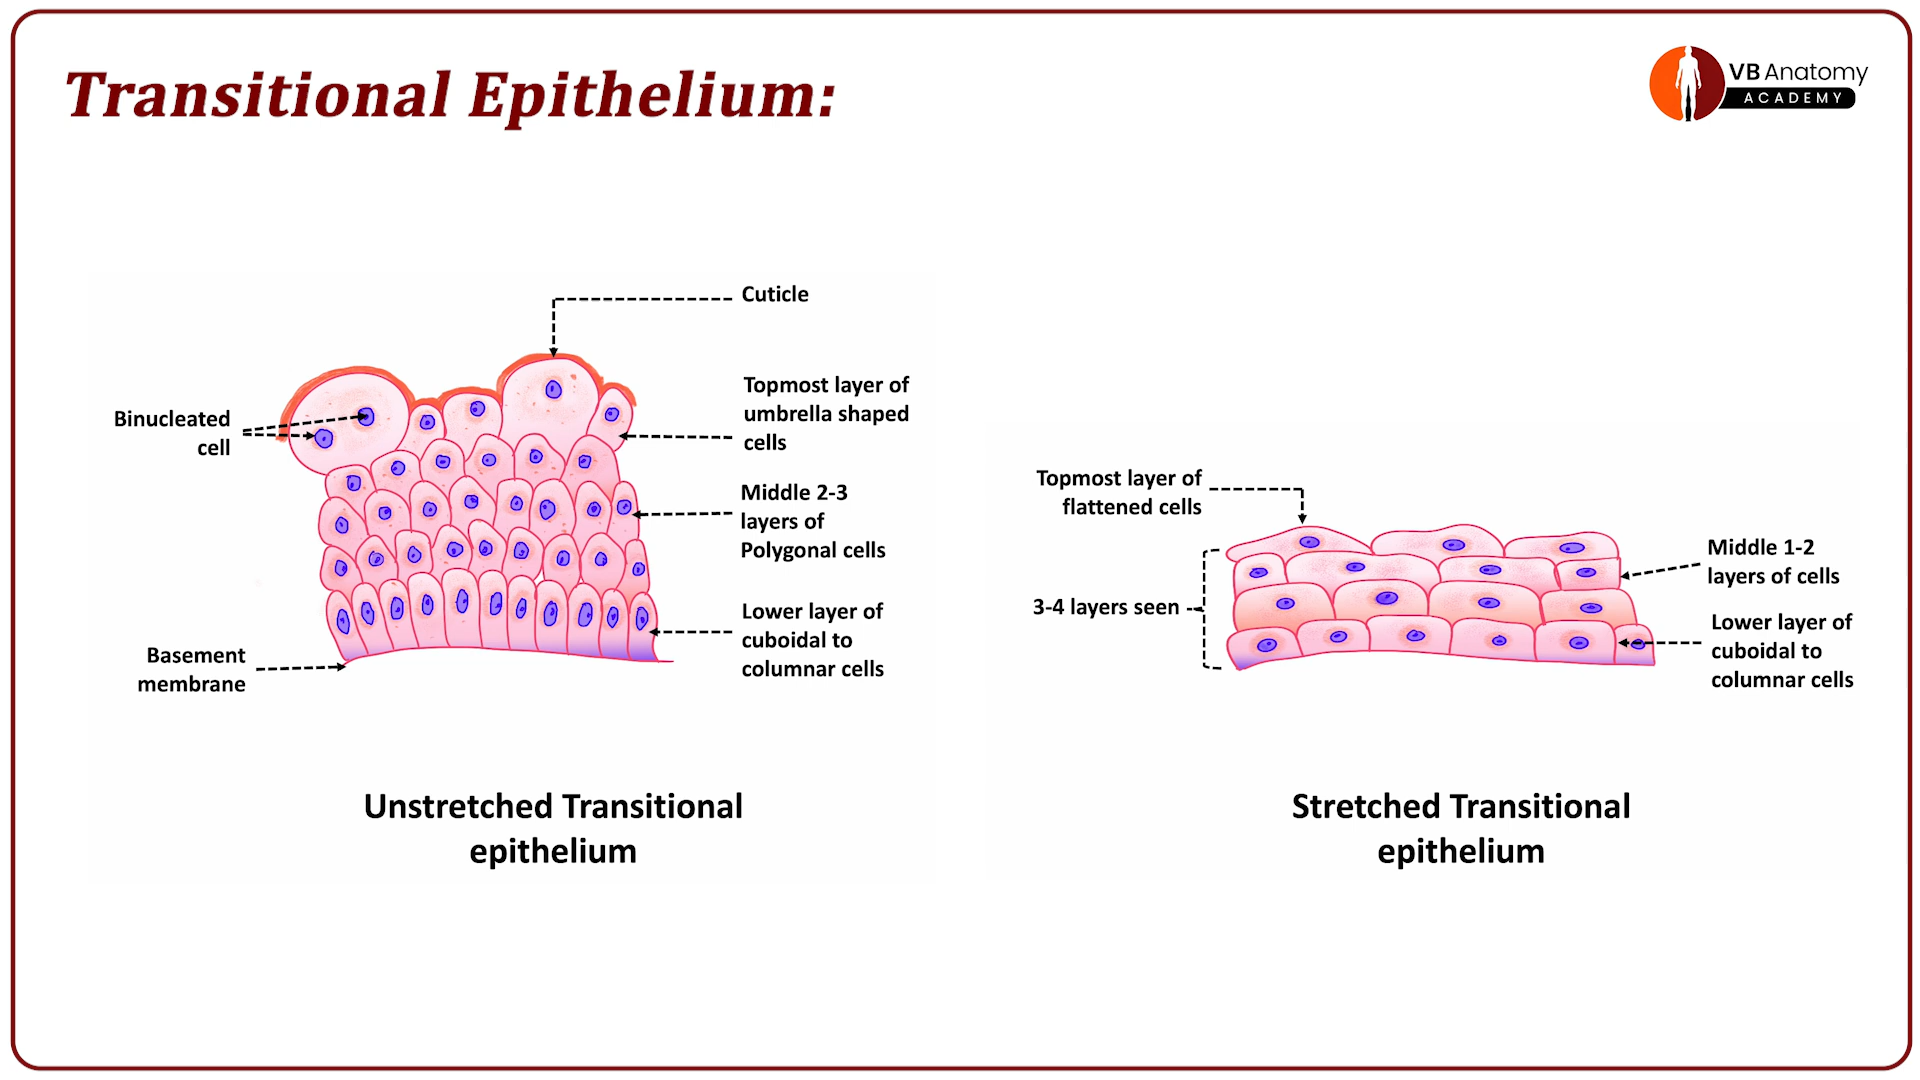 Transitional Epithelium:
VB Anatomy
ACADEMY
Cuticle
Topmost layer of
umbrella shaped
cells
Binucleated
cell
Middle 2-3
layers of
Polygonal cells
Lower layer of
cuboidal to
columnar cells
Basement
membrane
Unstretched Transitional
epithelium
Topmost layer of
flattened cells
Middle 1-2
layers of cells
3-4 layers seen
Lower layer of
cuboidal to
columnar cells
Stretched Transitional
epithelium